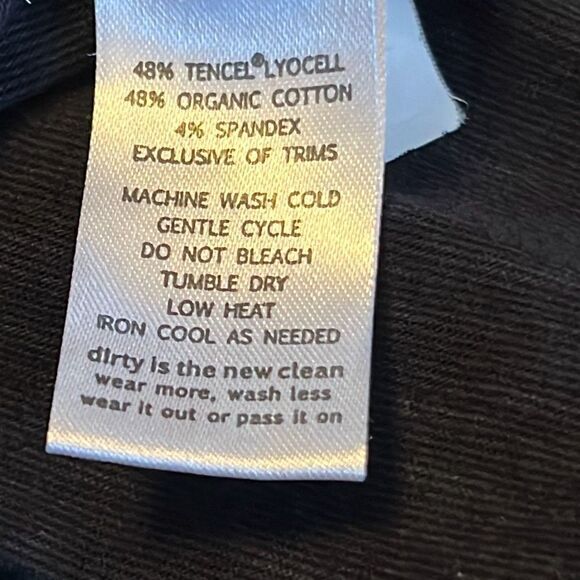 48% TENCEL®LYOCELL
48% ORGANIC COTTON
4% SPANDEX
EXCLUSIVE OF TRIMS
MACHINE WASH COLD
GENTLE CYCLE
DO NOT BLEACH
TUMBLE DRY
LOW HEAT
IRON COOL AS NEEDED
dirty is the new clean
wear more, wash less
wear it out or pass it on